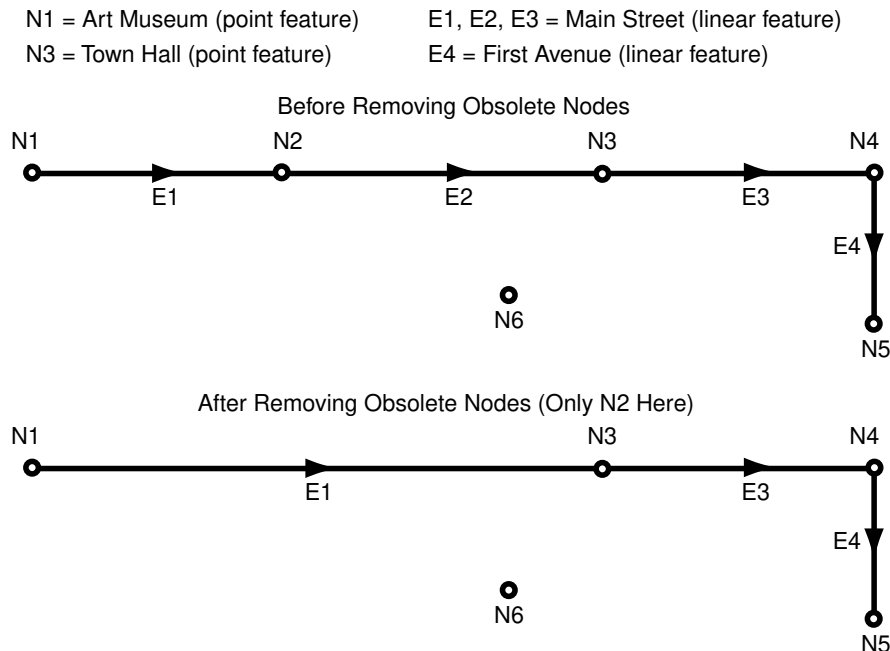 N1 = Art Museum (point feature) E1, E2, E3 = Main Street (linear feature)
N3 = Town Hall (point feature) E4 = First Avenue (linear feature)
Before Removing Obsolete Nodes
N1 N2 N3 N4
E1 E2 E3
E4
N6
N5
After Removing Obsolete Nodes (Only N2 Here)
N1 N3 N4
E1 E3
E4
N6
N5